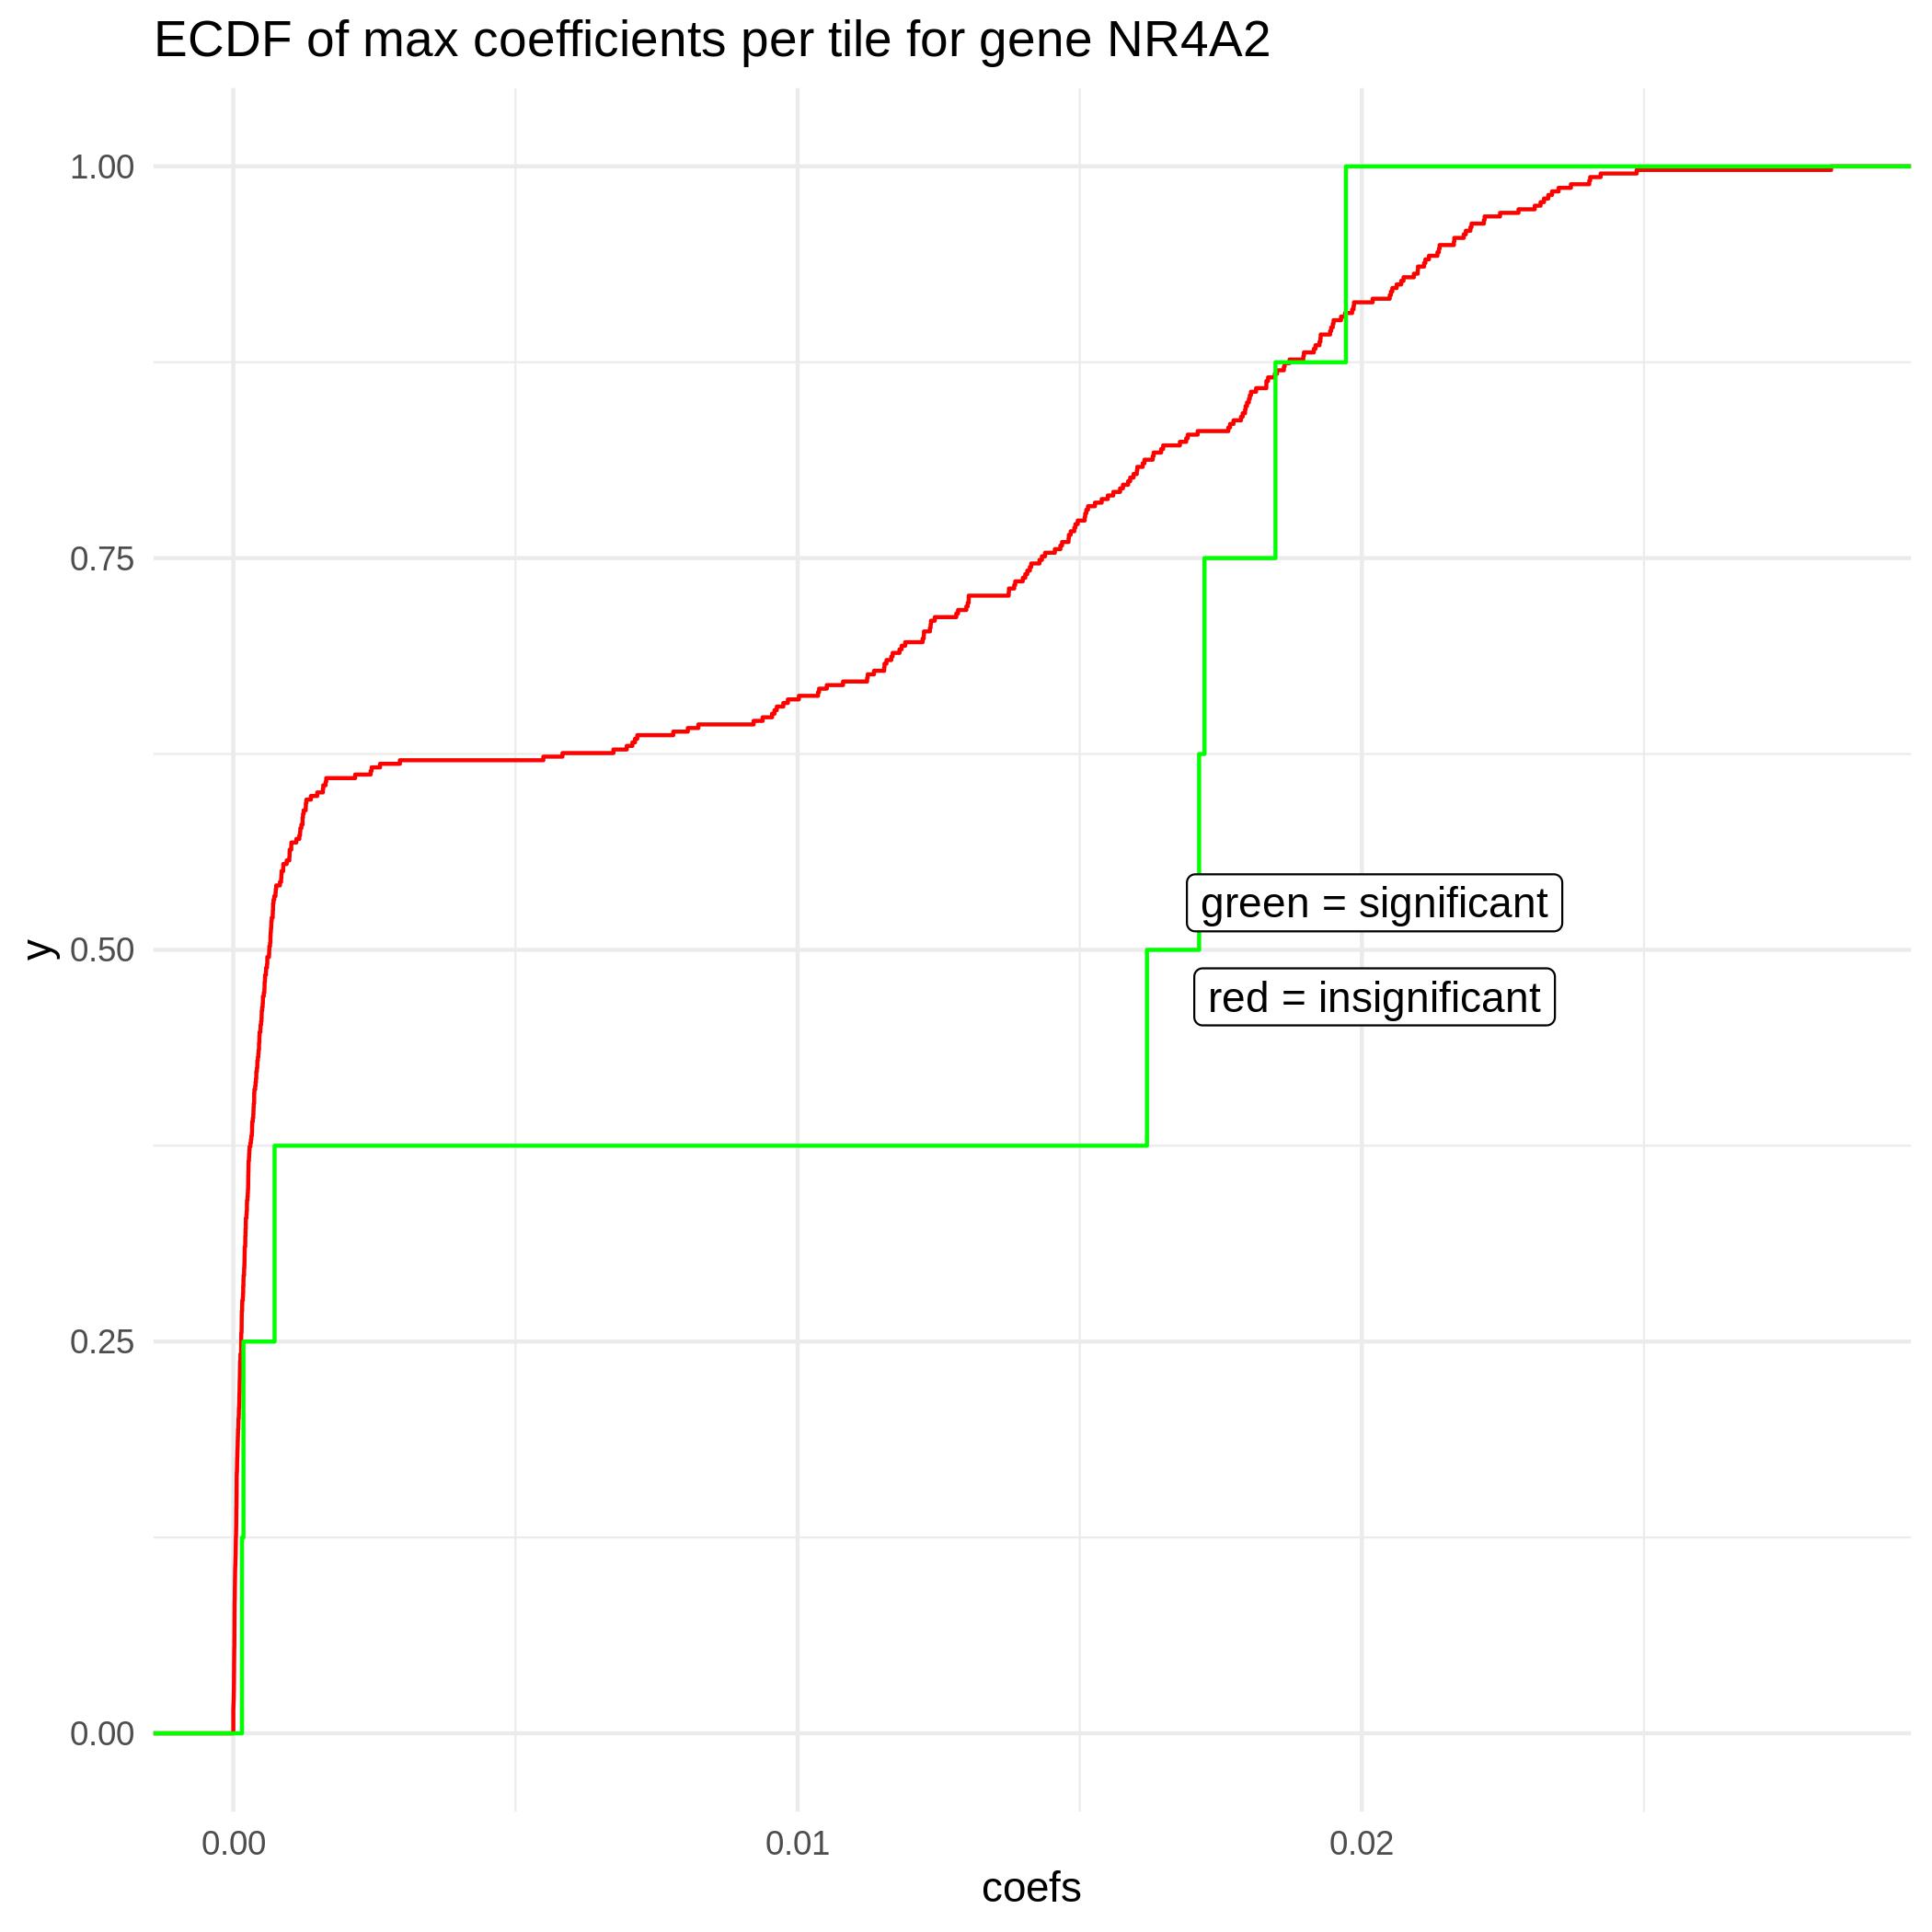 ECDF of max coefficients per tile for gene NR4A2
1.00
0.75
0.50
0.25
0.00
y
green = significant
red = insignificant
0.00 0.01 0.02
coefs